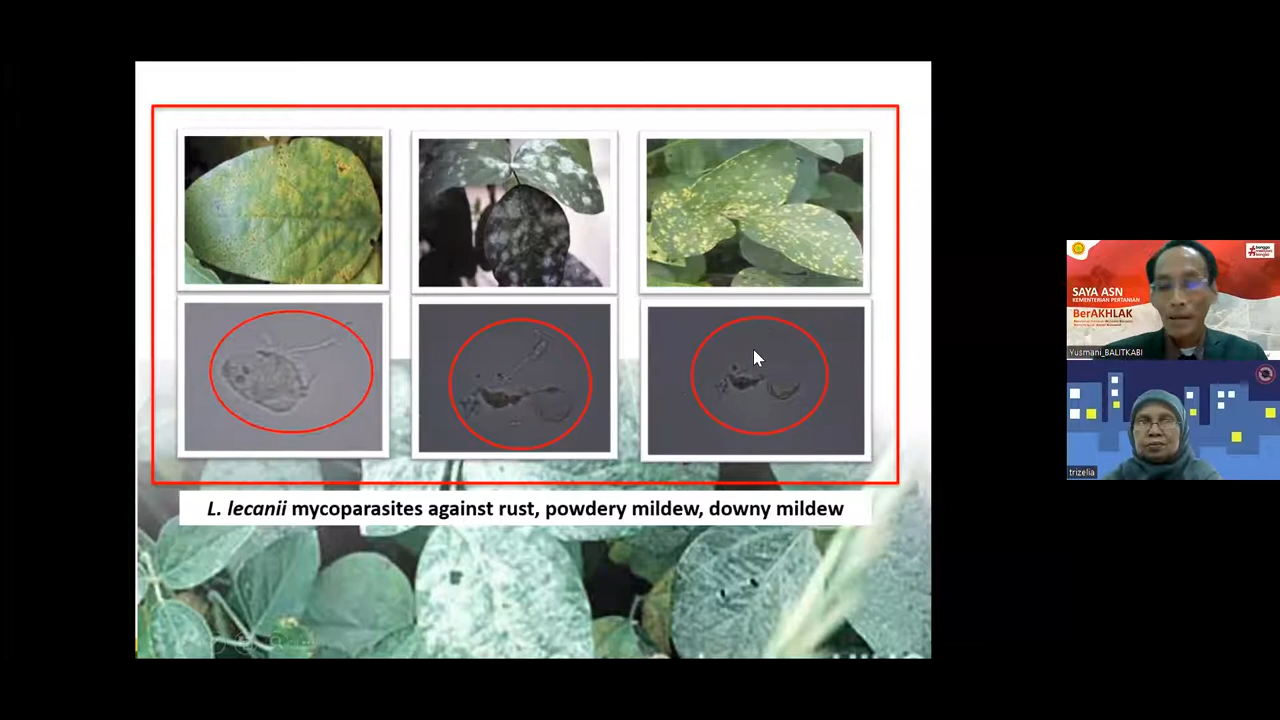 L. lecanii mycoparasites against rust, powdery mildew, downy mildew
SAYA ASN
KEMENTERIAN PERTANIAN
BerAKHLAK
Yusmani_BALITKABI
trizelia